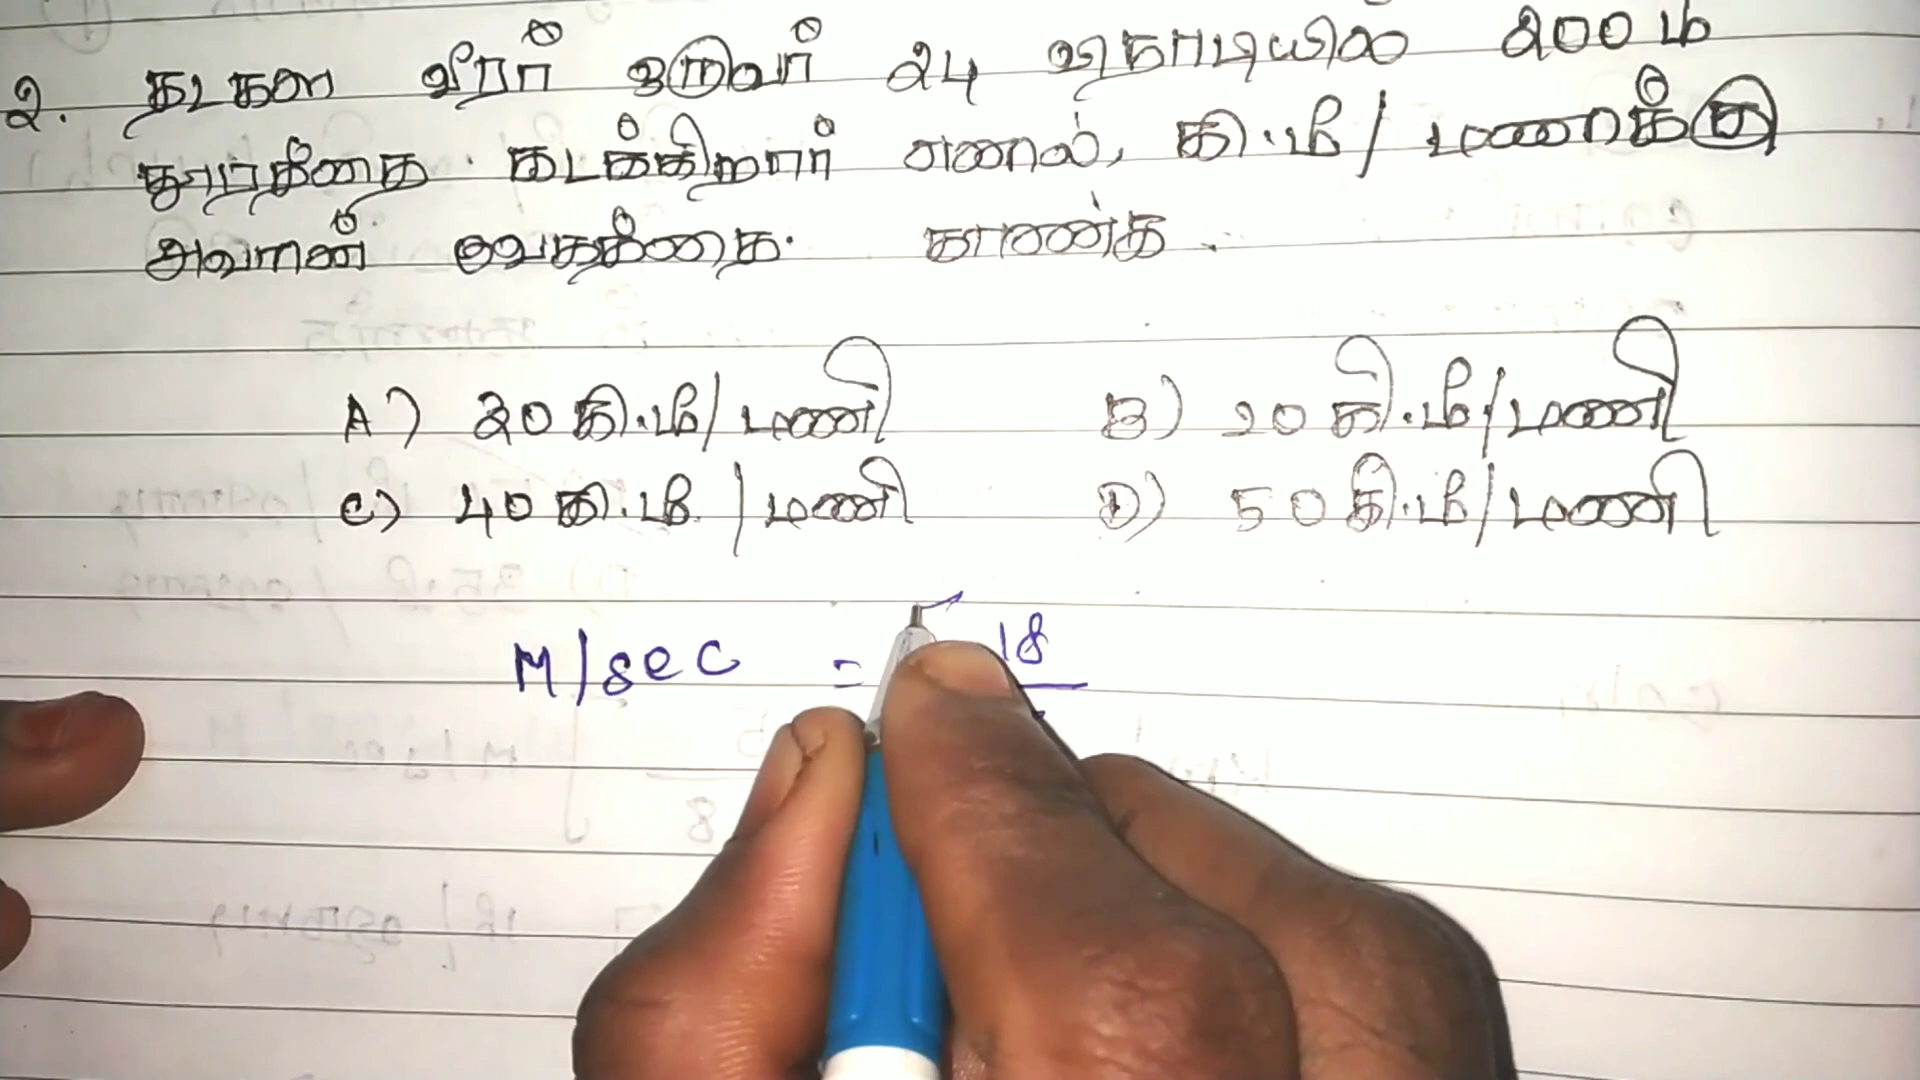 2. தடகள வீரர் ஒருவர் 24 நொடியில் 200 மீ
தூரத்தை கடக்கிறார் எனால், கி.மீ/மணிக்கு
அவரின் வேகத்தை காண்க.
A) 30 கி.மீ/மணி B) 20 கி.மீ/மணி
C) 40 கி.மீ/மணி D) 50 கி.மீ/மணி
M/sec = 18